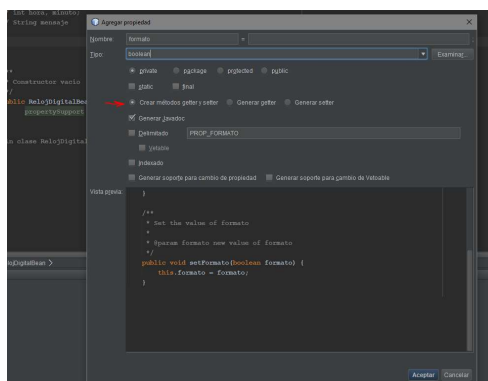 int hora, minuto;
/ String mensaje
Agregar propiedad
Nombre: formato = ;
Tipo: boolean Examinar...
private package protected public
static final
Crear métodos getter y setter Generar getter Generar setter
Generar Javadoc
Delimitado PROP_FORMATO
Vetable
Indexado
Generar soporte para cambio de propiedad Generar soporte para cambio de Vetoable
Vista previa:
}
/**
* Set the value of formato
*
* @param formato new value of formato
*/
public void setFormato(boolean formato) {
this.formato = formato;
}
**
* Constructor vacio
*/
ublic RelojDigitalBea
propertySupport
in clase RelojDigital
lojDigitalBean
Aceptar Cancelar